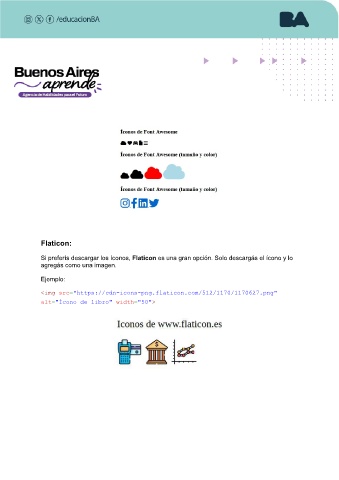 /educacionBA
BA
Buenos Aires
aprende
Agencia de Habilidades para el Futuro
Íconos de Font Awesome
Íconos de Font Awesome (tamaño y color)
Íconos de Font Awesome (tamaño y color)
Flaticon:
Si preferís descargar los íconos, Flaticon es una gran opción. Solo descargás el ícono y lo
agregás como una imagen.
Ejemplo:
<img src="https://cdn-icons-png.flaticon.com/512/1170/1170627.png"
alt="Ícono de libro" width="50">
Iconos de www.flaticon.es